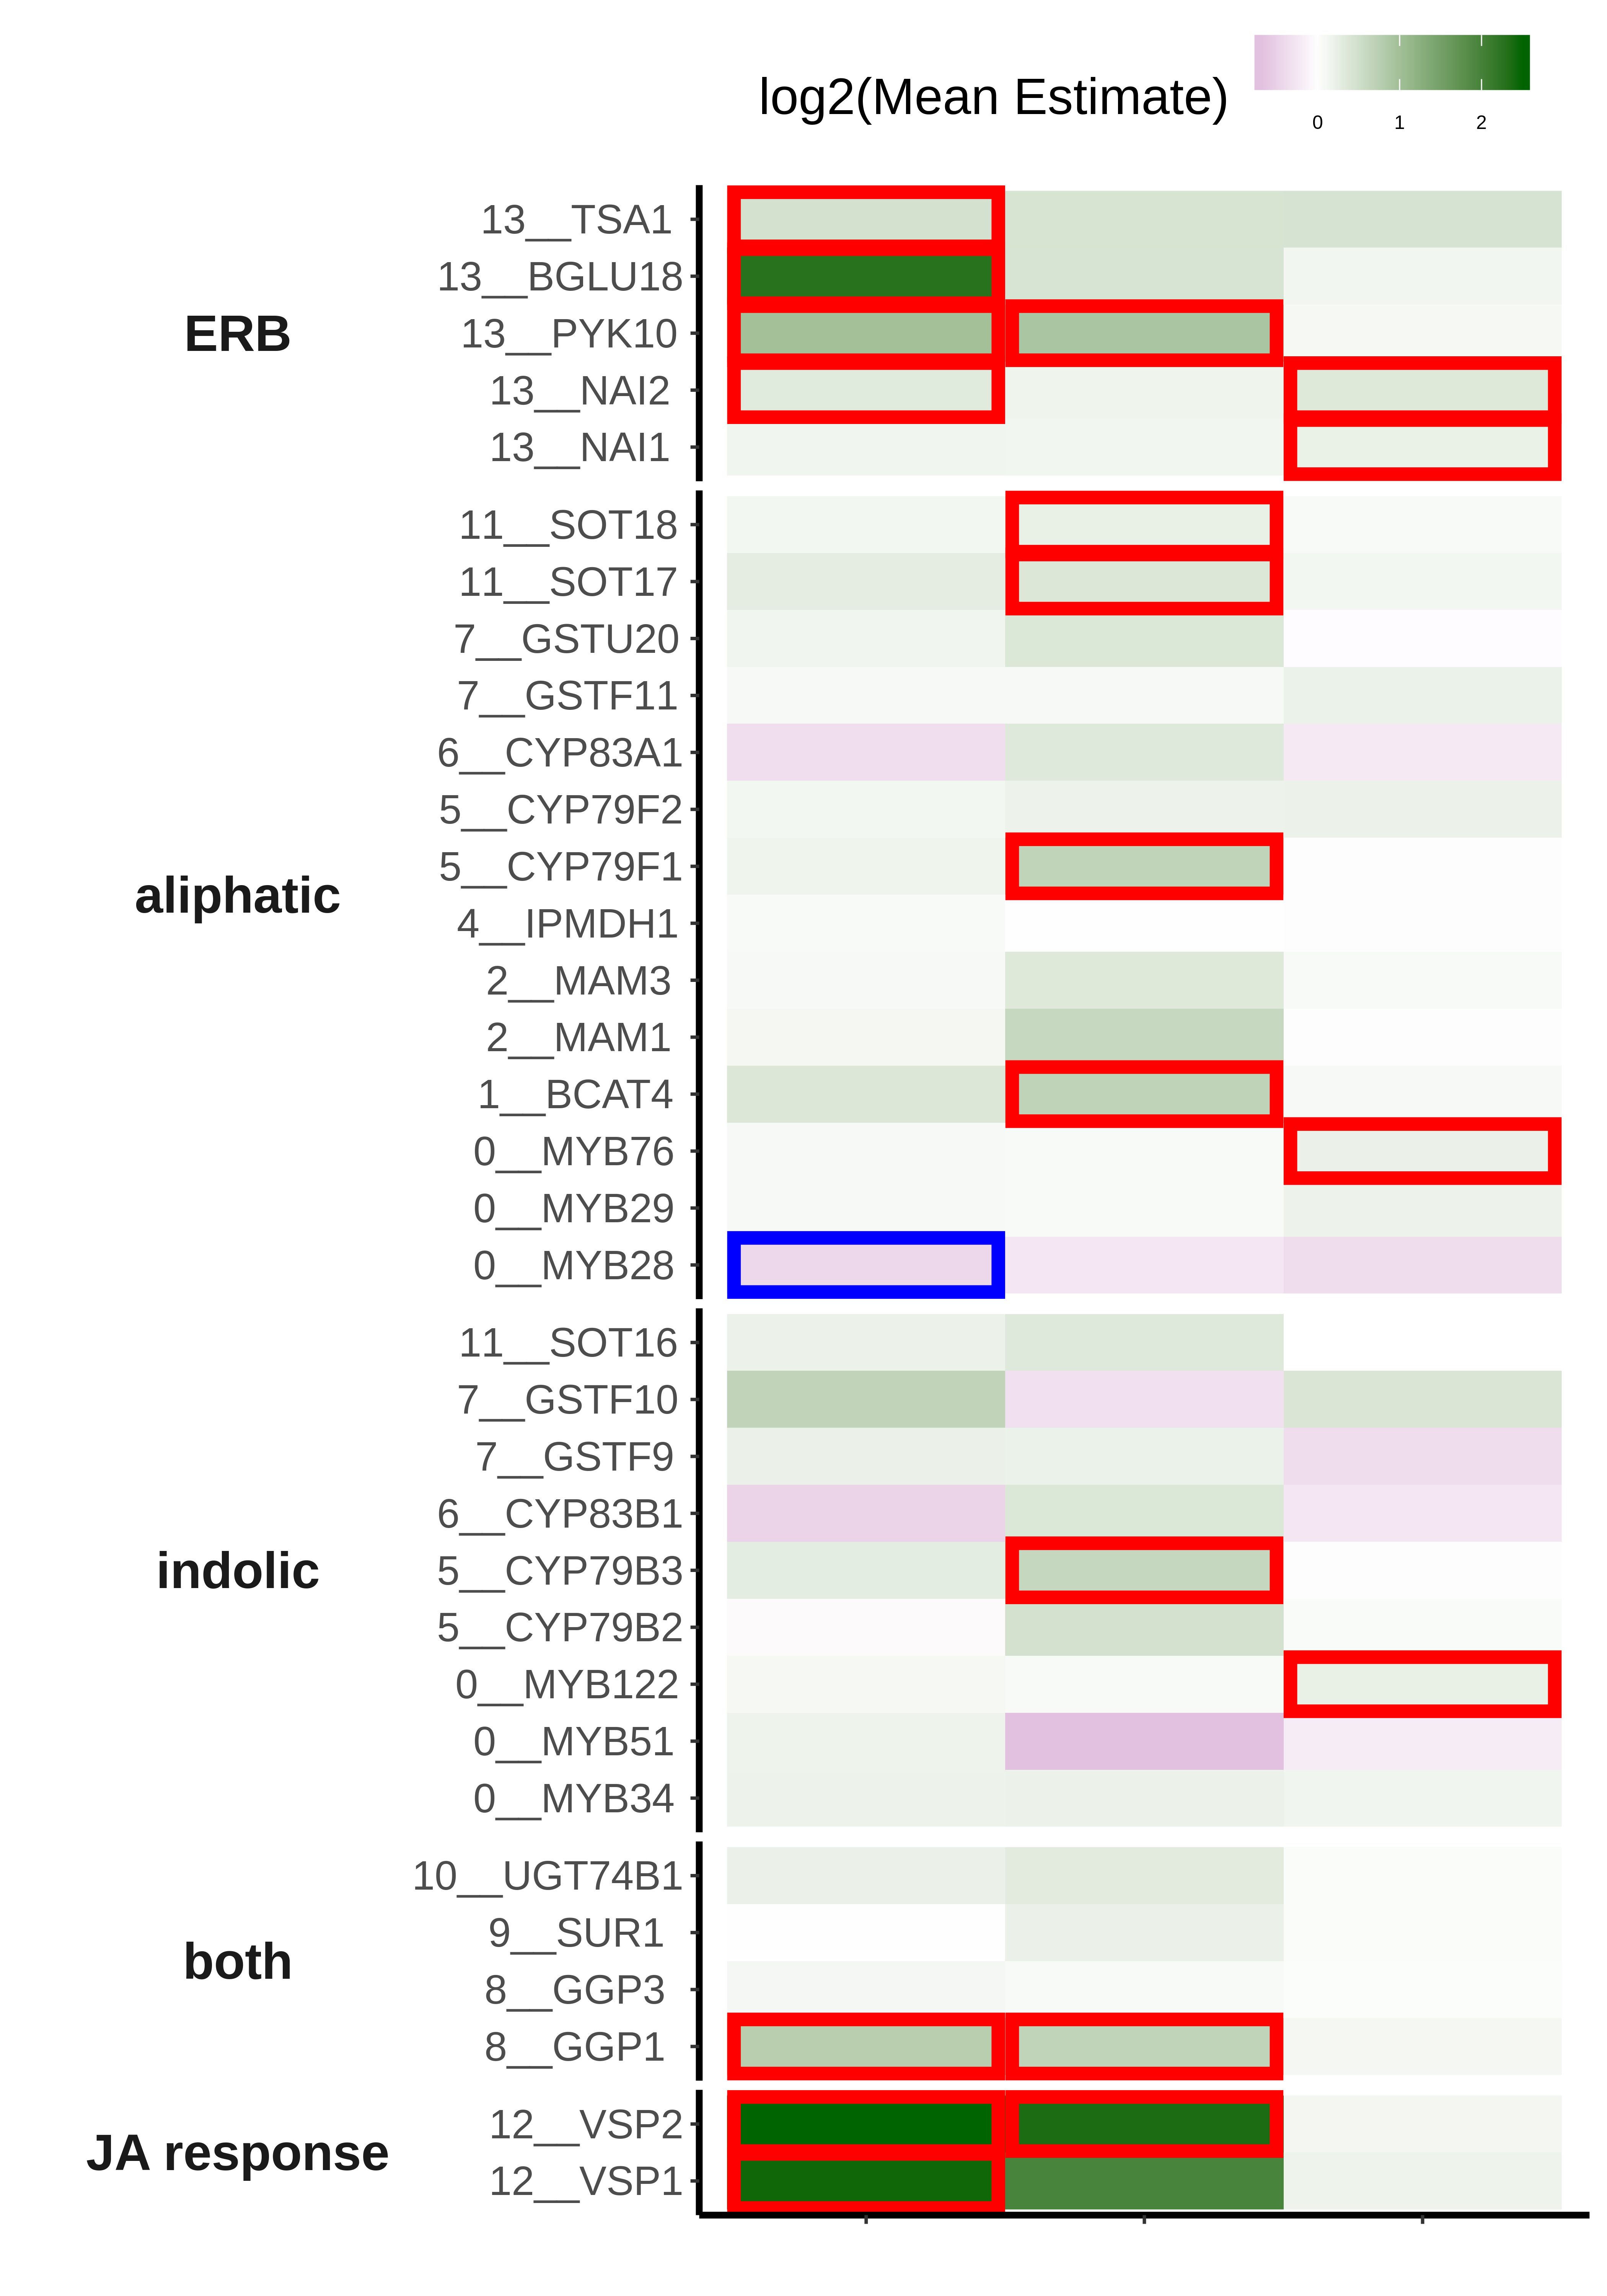 log2(Mean Estimate)
0 1 2
ERB
13__TSA1
13__BGLU18
13__PYK10
13__NAI2
13__NAI1
aliphatic
11__SOT18
11__SOT17
7__GSTU20
7__GSTF11
6__CYP83A1
5__CYP79F2
5__CYP79F1
4__IPMDH1
2__MAM3
2__MAM1
1__BCAT4
0__MYB76
0__MYB29
0__MYB28
indolic
11__SOT16
7__GSTF10
7__GSTF9
6__CYP83B1
5__CYP79B3
5__CYP79B2
0__MYB122
0__MYB51
0__MYB34
both
10__UGT74B1
9__SUR1
8__GGP3
8__GGP1
JA response
12__VSP2
12__VSP1